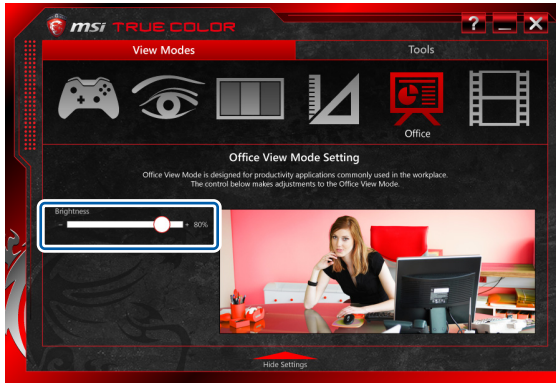 msi TRUE COLOR
? _ X
View Modes Tools
Office
Office View Mode Setting
Office View Mode is designed for productivity applications commonly used in the workplace.
The control below makes adjustments to the Office View Mode.
Brightness
- + 80%
Hide Settings